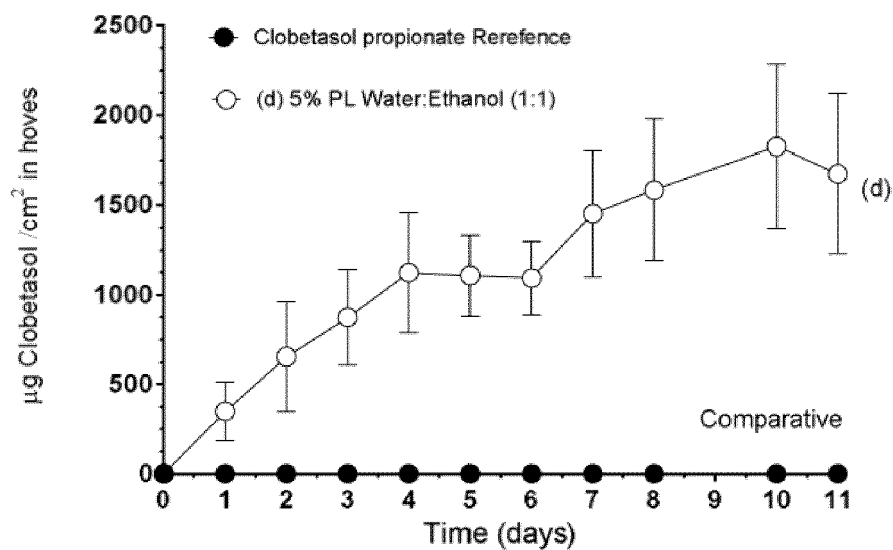 2500
2000
1500
1000
500
0
µg Clobetasol /cm² in hoves
Clobetasol propionate Rerefence
(d) 5% PL Water:Ethanol (1:1)
(d)
Comparative
0 1 2 3 4 5 6 7 8 9 10 11
Time (days)